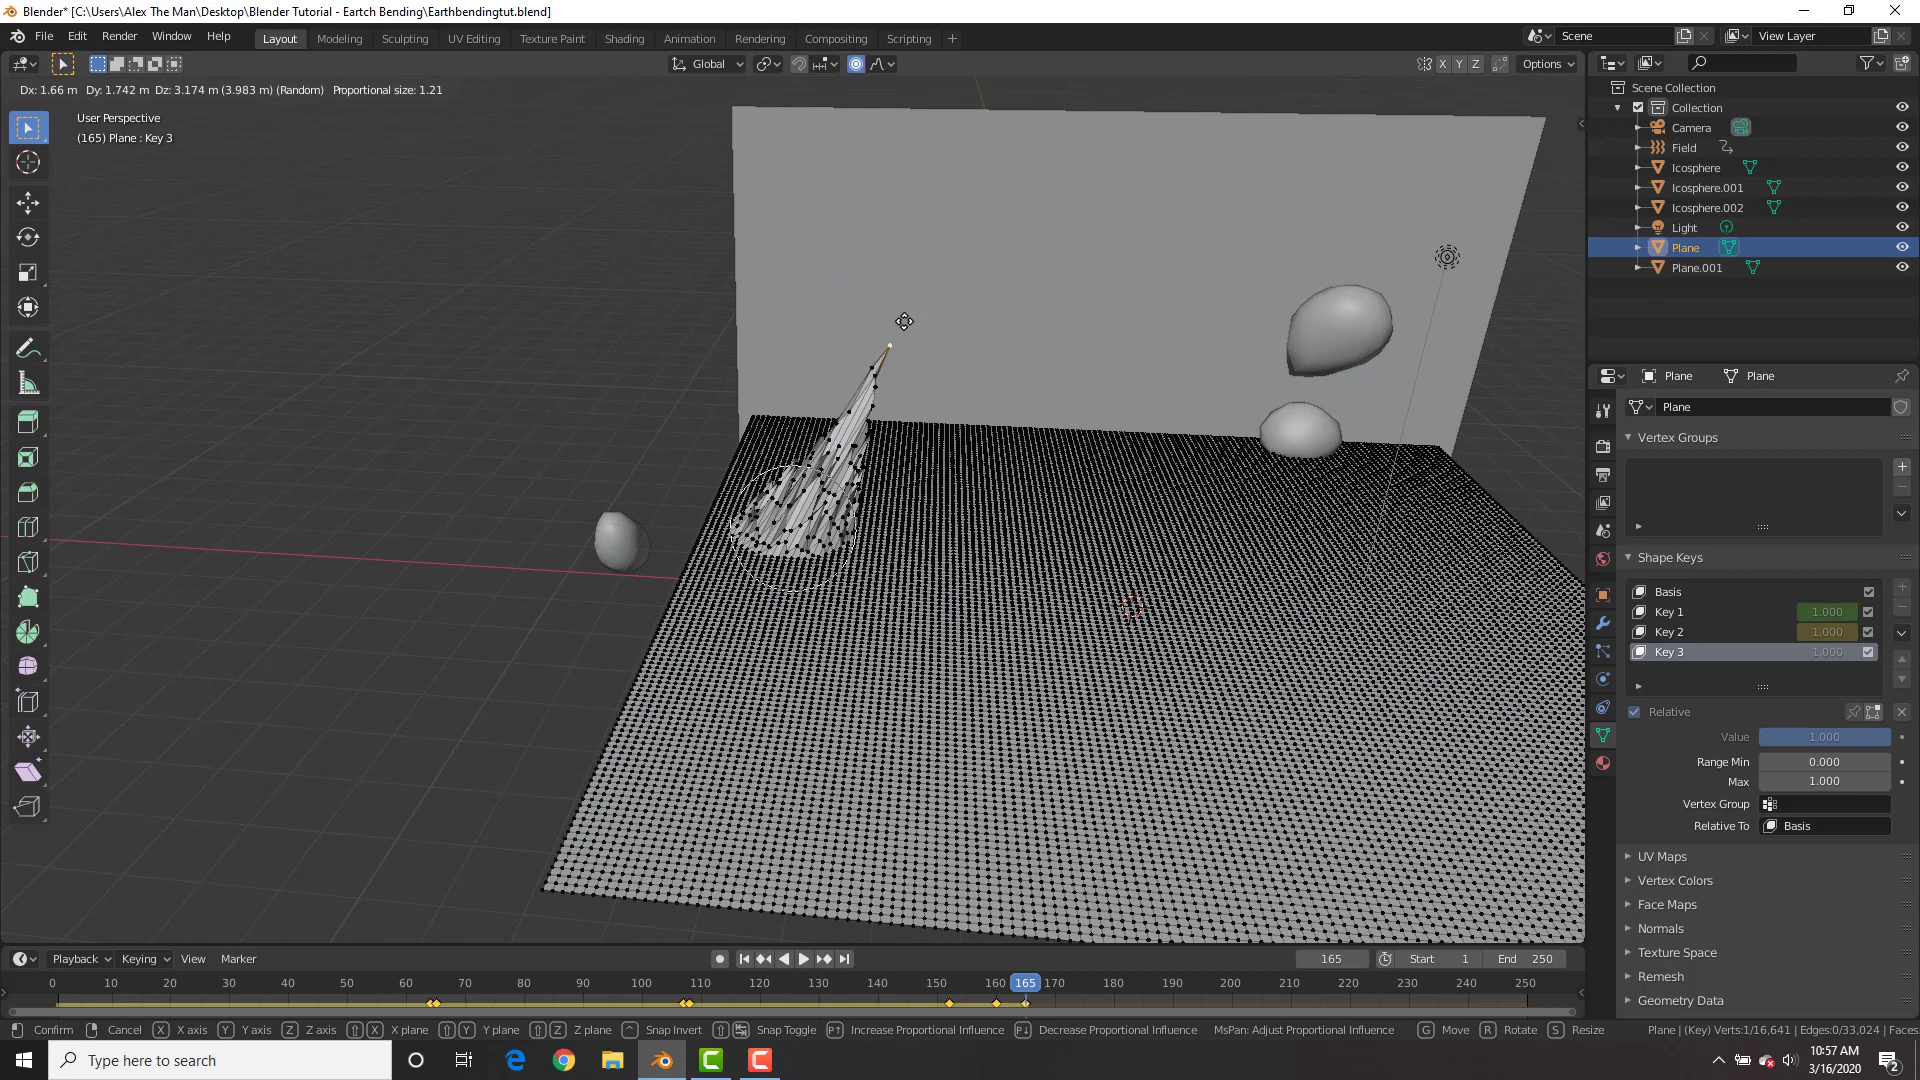 Blender* [C:\Users\Alex The Man\Desktop\Blender Tutorial - Eartch Bending\Earthbendingtut.blend]
File Edit Render Window Help Layout Modeling Sculpting UV Editing Texture Paint Shading Animation Rendering Compositing Scripting + Scene View Layer
Global X Y Z Options
Dx: 1.66 m Dy: 1.742 m Dz: 3.174 m (3.983 m) (Random) Proportional size: 1.21
User Perspective
(165) Plane : Key 3
Scene Collection
Collection
Camera
Field
Icosphere
Icosphere.001
Icosphere.002
Light
Plane
Plane.001
Plane Plane
Plane
Vertex Groups
Shape Keys
Basis
Key 1 1.000
Key 2 1.000
Key 3 1.000
Relative
Value 1.000
Range Min 0.000
Max 1.000
Vertex Group
Relative To Basis
UV Maps
Vertex Colors
Face Maps
Normals
Texture Space
Remesh
Geometry Data
Playback Keying View Marker 165 Start 1 End 250
0 10 20 30 40 50 60 70 80 90 100 110 120 130 140 150 160 165 170 180 190 200 210 220 230 240 250
Confirm Cancel X X axis Y Y axis Z Z axis X X plane Y Y plane Z Z plane Snap Invert Snap Toggle P↑ Increase Proportional Influence P↓ Decrease Proportional Influence MsPan: Adjust Proportional Influence G Move R Rotate S Resize Plane | (Key) Verts:1/16,641 | Edges:0/33,024 | Faces:
Type here to search
10:57 AM
3/16/2020
2